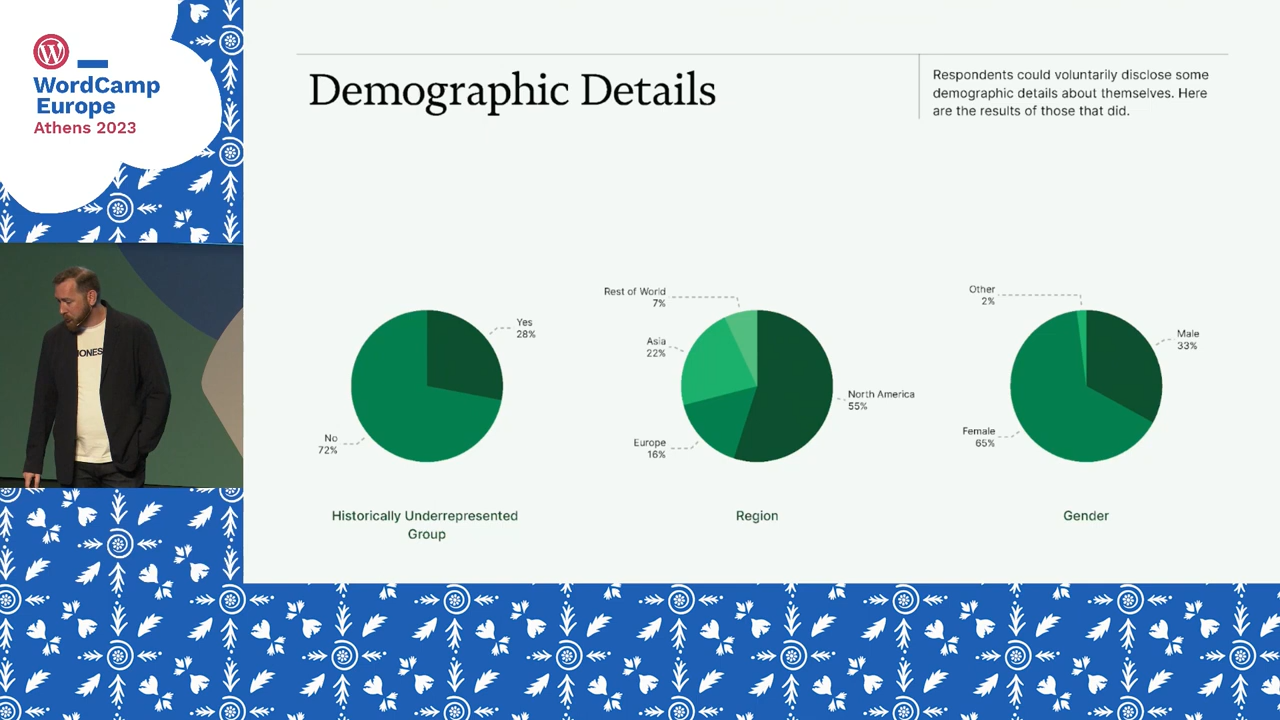 WordCamp
Europe
Athens 2023
Demographic Details
Respondents could voluntarily disclose some
demographic details about themselves. Here
are the results of those that did.
Yes
28%
No
72%
Historically Underrepresented
Group
Rest of World
7%
Asia
22%
Europe
16%
North America
55%
Region
Other
2%
Male
33%
Female
65%
Gender